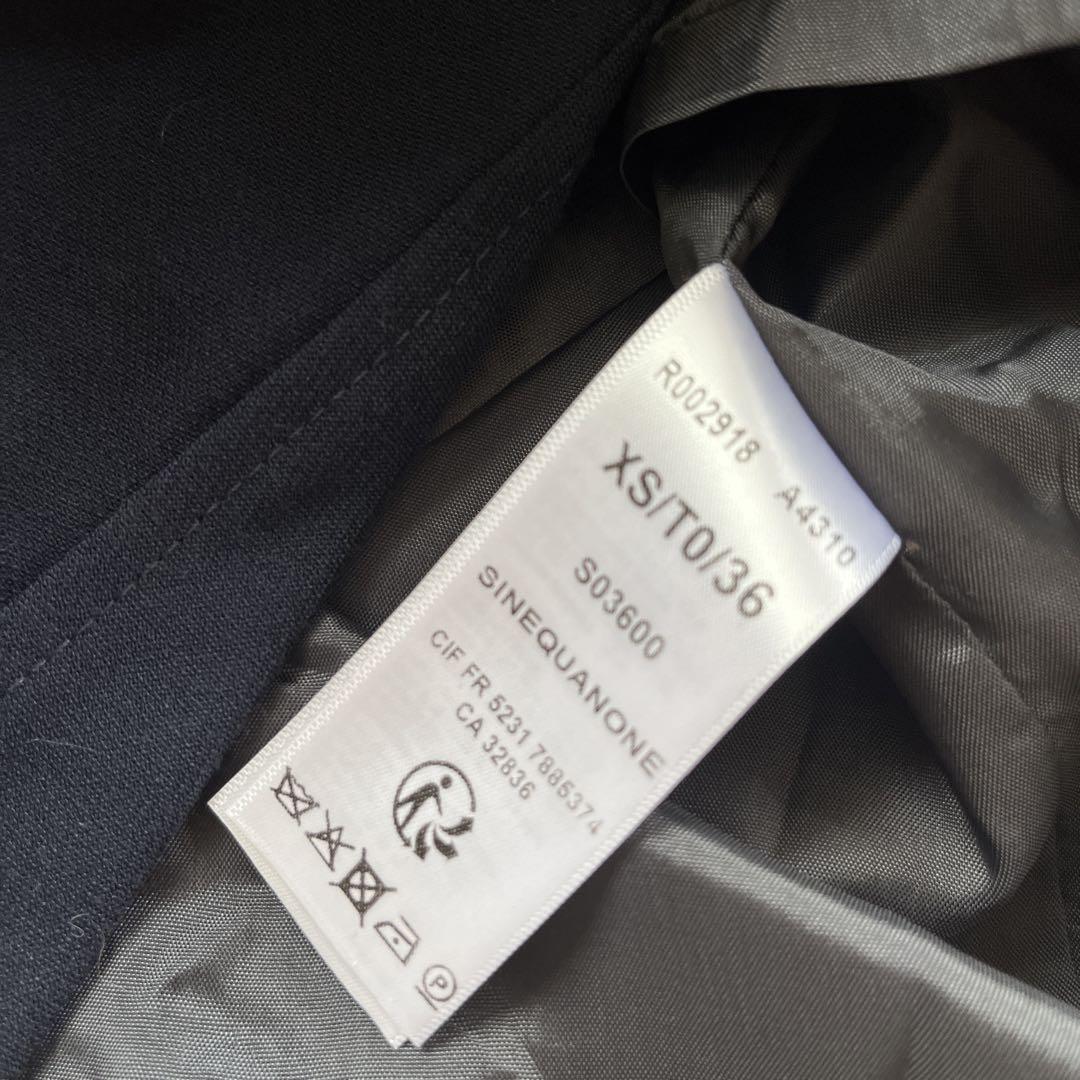 R002918 A4310
XS/T0/36
S03600
SINEQUANONE
CIF FR 5231 7885374
CA 32836
P